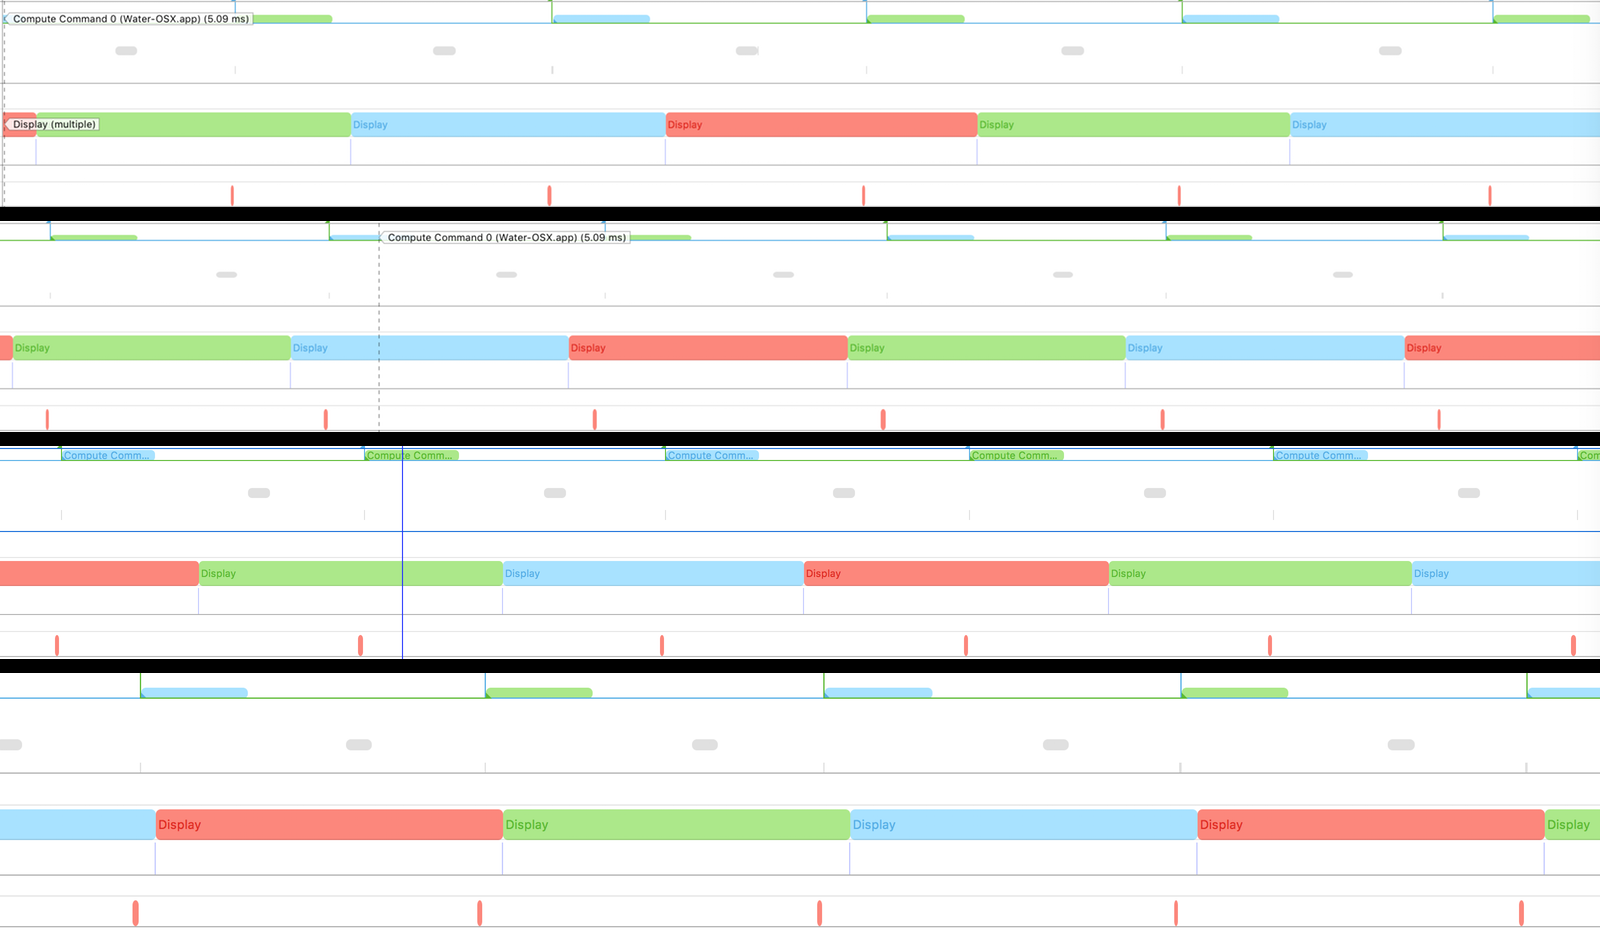 Compute Command 0 (Water-OSX.app) (5.09 ms)
Display (multiple) Display Display Display Display
Compute Command 0 (Water-OSX.app) (5.09 ms)
Display Display Display Display Display Display
Compute Comm... Compute Comm... Compute Comm... Compute Comm... Compute Comm... Com
Display Display Display Display Display
Display Display Display Display Display